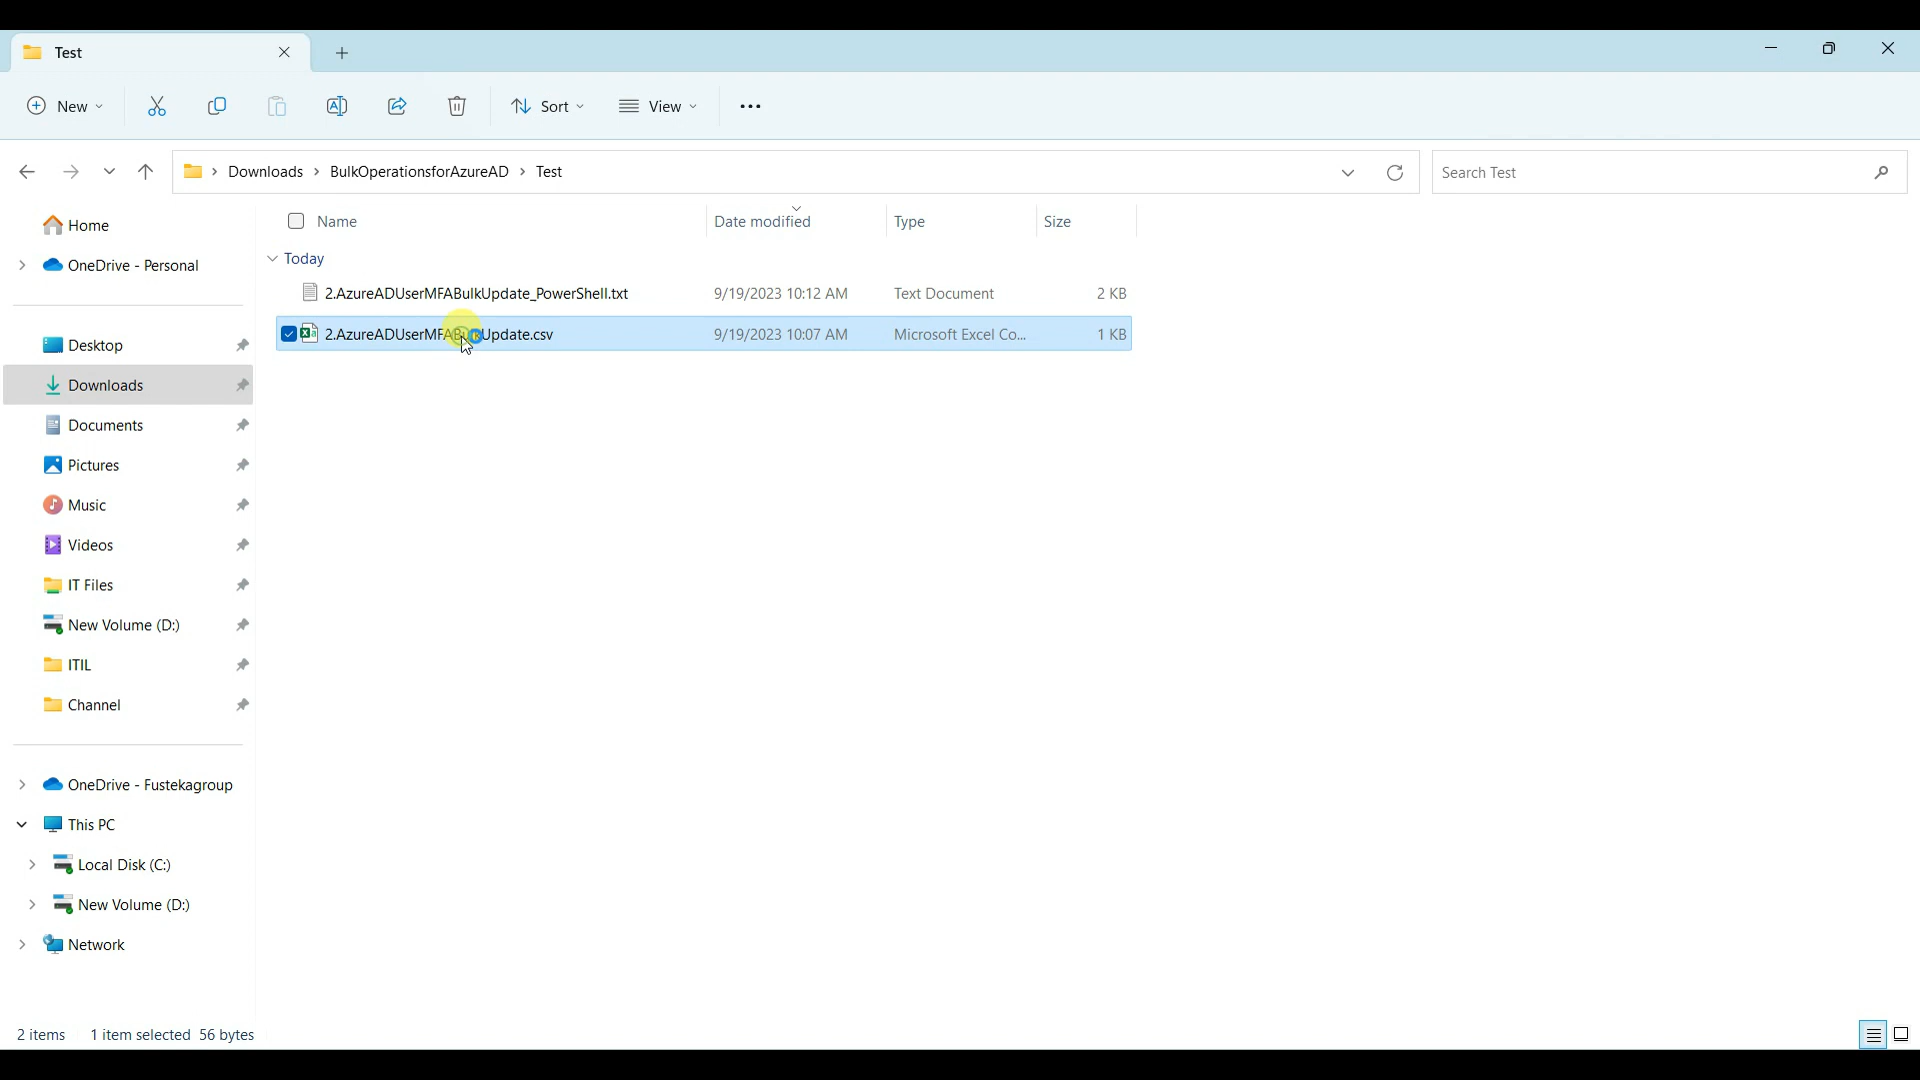 Test
New
Sort
View
Downloads > BulkOperationsforAzureAD > Test
Search Test
Name Date modified Type Size
Today
2.AzureADUserMFABulkUpdate_PowerShell.txt 9/19/2023 10:12 AM Text Document 2 KB
2.AzureADUserMFABulkUpdate.csv 9/19/2023 10:07 AM Microsoft Excel Co... 1 KB
Home
OneDrive - Personal
Desktop
Downloads
Documents
Pictures
Music
Videos
IT Files
New Volume (D:)
ITIL
Channel
OneDrive - Fustekagroup
This PC
Local Disk (C:)
New Volume (D:)
Network
2 items 1 item selected 56 bytes